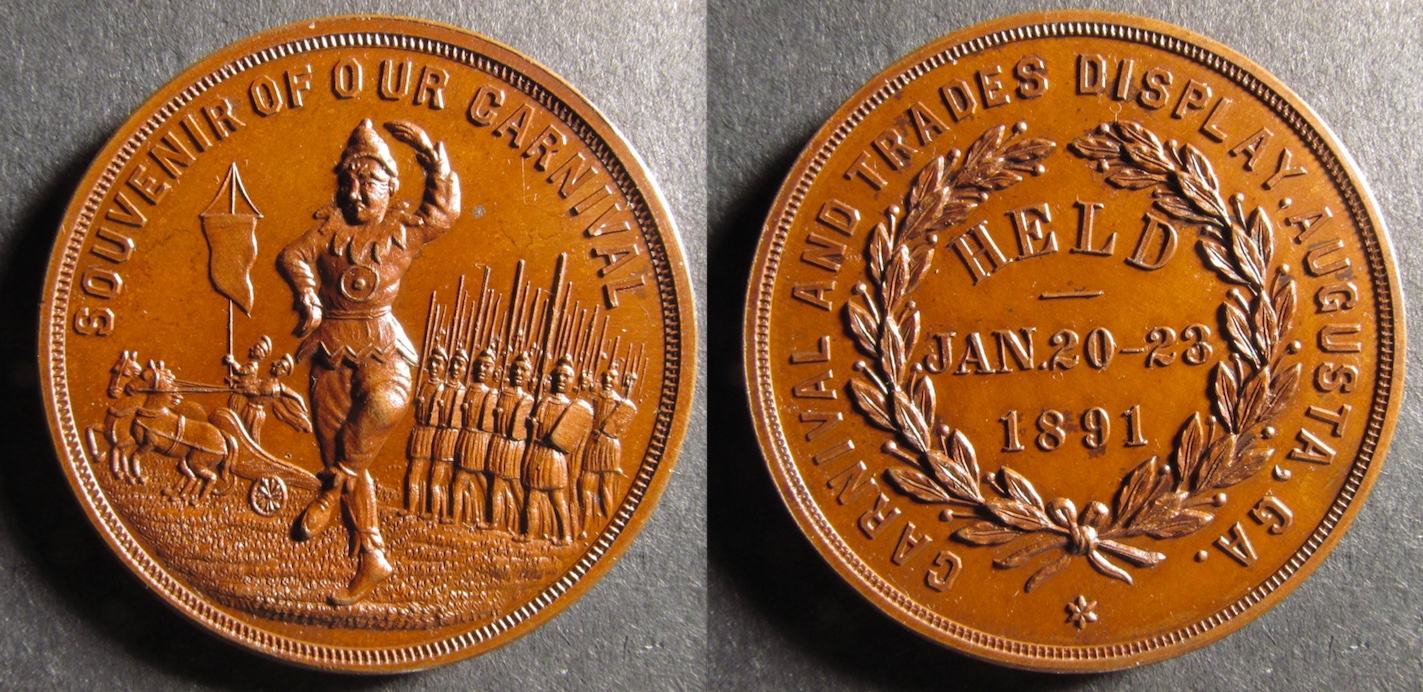 SOUVENIR OF OUR CARNIVAL
CARNIVAL AND TRADES DISPLAY. AUGUSTA, GA.
HELD
JAN. 20-23
1891